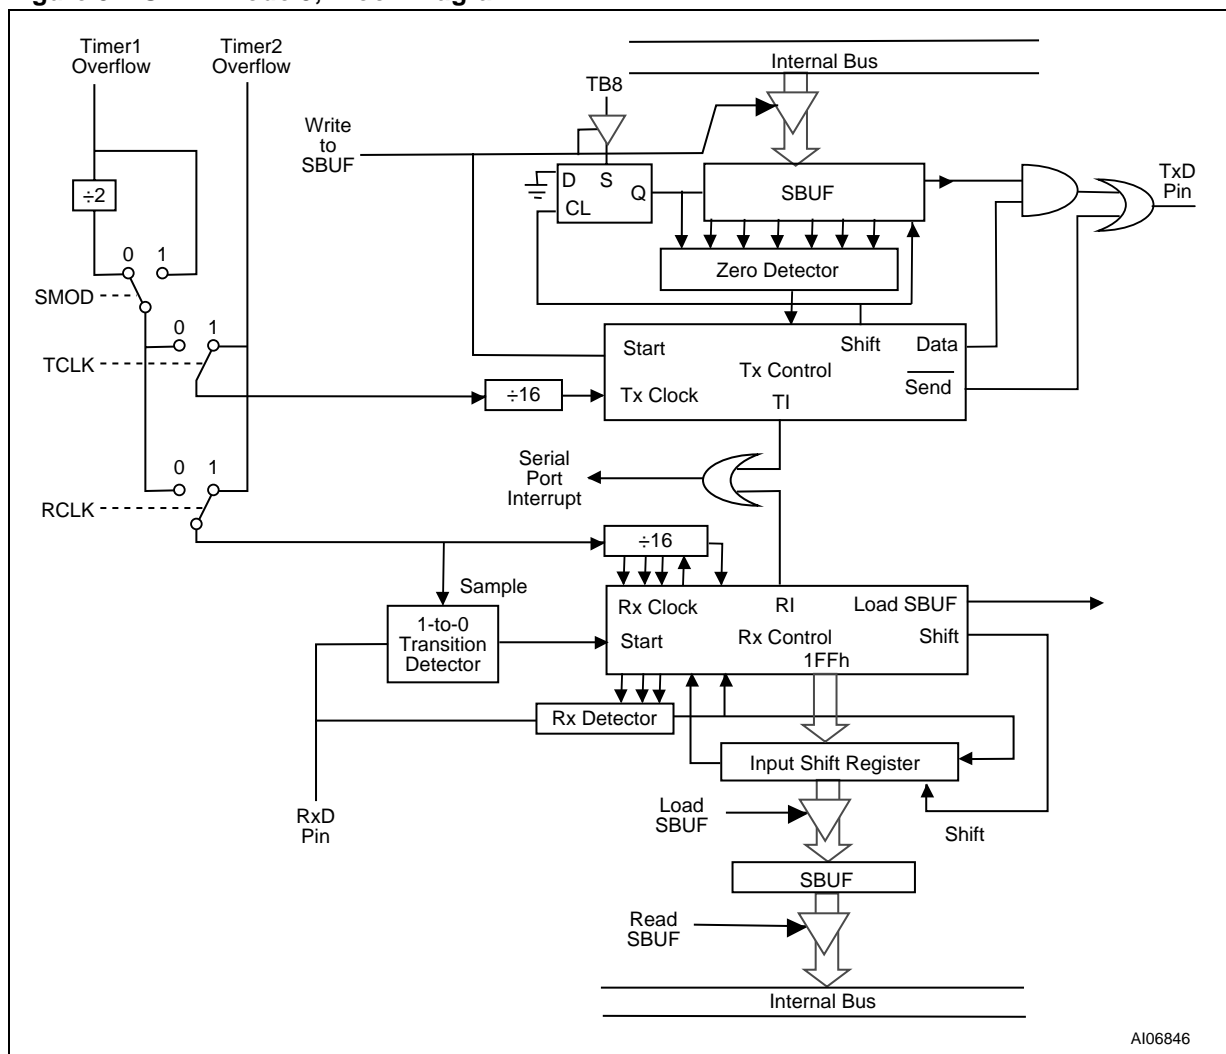 Timer1
Overflow
Timer2
Overflow
Internal Bus
TB8
Write
to
SBUF
÷2
D
S
Q
CL
SBUF
TxD
Pin
0
1
Zero Detector
SMOD
0
1
Start
Shift
Data
TCLK
Tx Control
Send
÷16
Tx Clock
TI
Serial
Port
Interrupt
0
1
RCLK
÷16
Sample
Rx Clock
RI
Load SBUF
1-to-0
Transition
Detector
Start
Rx Control
Shift
1FFh
Rx Detector
Input Shift Register
RxD
Pin
Load
SBUF
Shift
SBUF
Read
SBUF
Internal Bus
AI06846